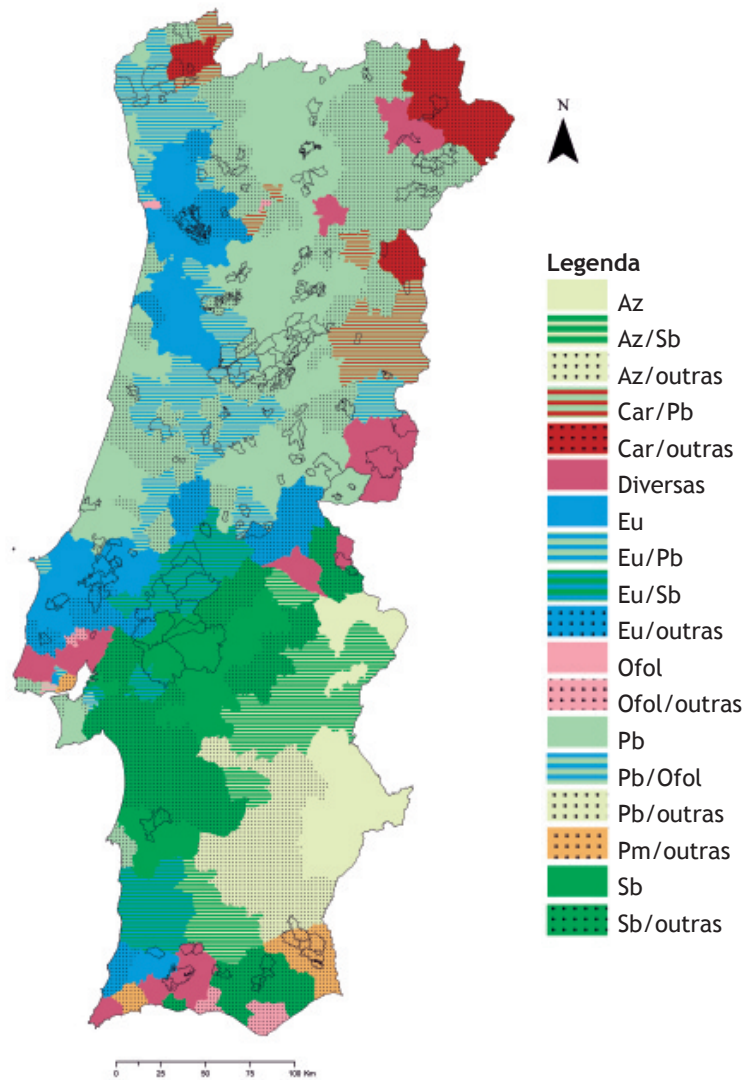 N
Legenda
Az
Az/Sb
Az/outras
Car/Pb
Car/outras
Diversas
Eu
Eu/Pb
Eu/Sb
Eu/outras
Ofol
Ofol/outras
Pb
Pb/Ofol
Pb/outras
Pm/outras
Sb
Sb/outras
0 25 50 75 100 Km